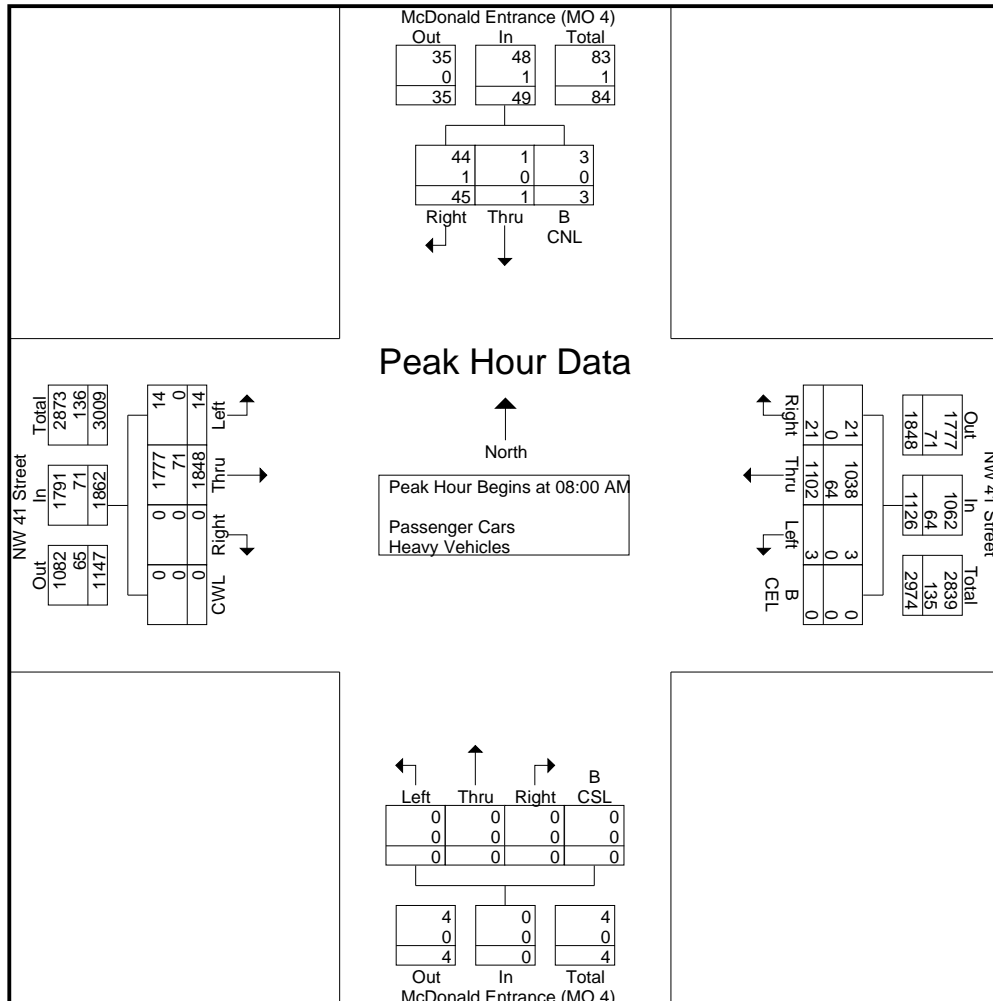 McDonald Entrance (MO 4)
Out In Total
35 48 83
0 1 1
35 49 84
44 1 3
1 0 0
45 1 3
Right Thru B
CNL
Peak Hour Data
North
Peak Hour Begins at 08:00 AM
Passenger Cars
Heavy Vehicles
NW 41 Street
Out In Total
1082 1791 2873
65 71 136
1147 1862 3009
CWL Right Thru Left
0 0 1777 14
0 0 71 0
0 0 1848 14
NW 41 Street
Out In Total
1777 1062 2839
71 64 135
1848 1126 2974
21 1038 3 0
0 64 0 0
21 1102 3 0
Right Thru Left B
CEL
B
Left Thru Right CSL
0 0 0 0
0 0 0 0
0 0 0 0
4 0 4
0 0 0
4 0 4
Out In Total
McDonald Entrance (MO 4)